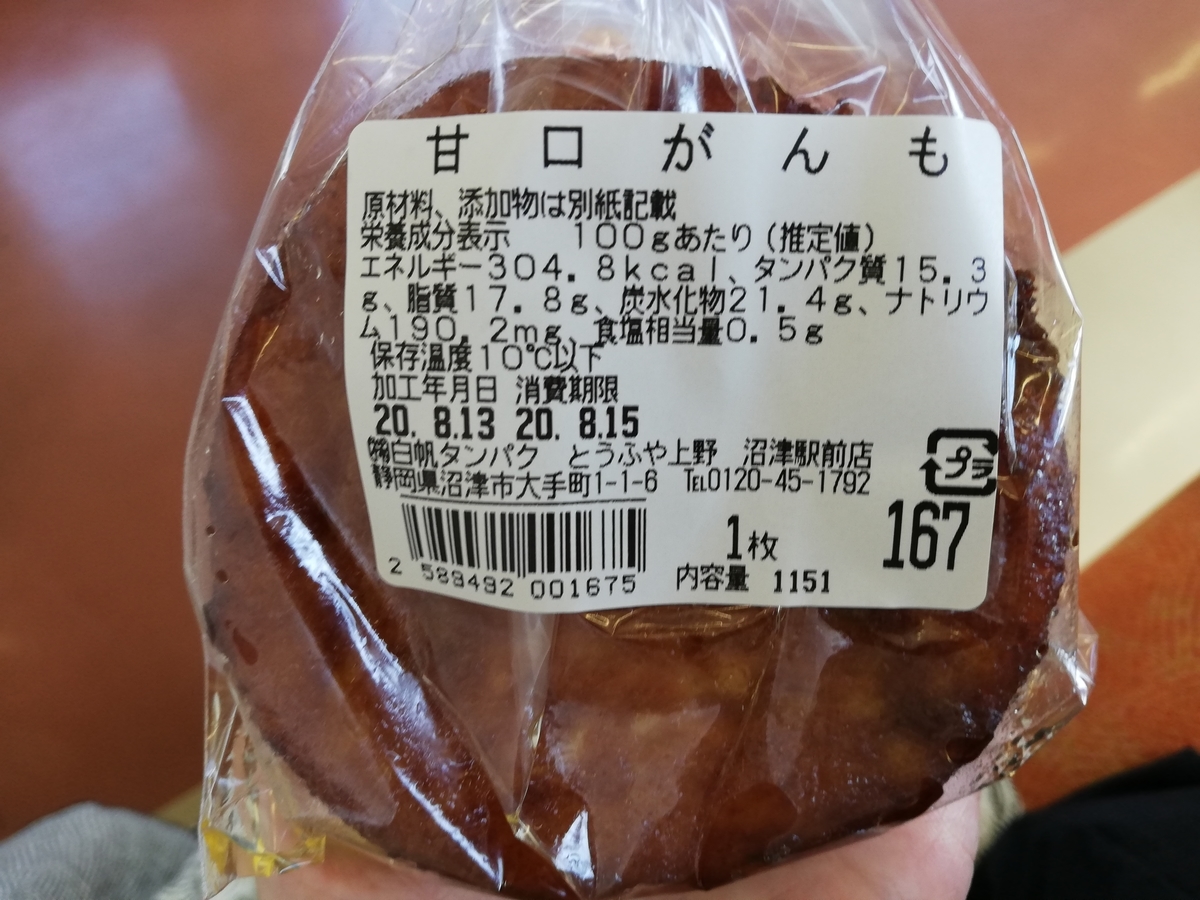 甘口がんも
原材料、添加物は別紙記載
栄養成分表示　100gあたり(推定値)
エネルギー304.8kcal、タンパク質15.3
g、脂質17.8g、炭水化物21.4g、ナトリウ
ム190.2mg、食塩相当量0.5g
保存温度10℃以下
加工年月日 消費期限
20. 8.13 20. 8.15
㈱白帆タンパク　とうふや上野　沼津駅前店
静岡県沼津市大手町1-1-6　℡0120-45-1792
プラ
1枚
167
2 589492 001675
内容量 1151